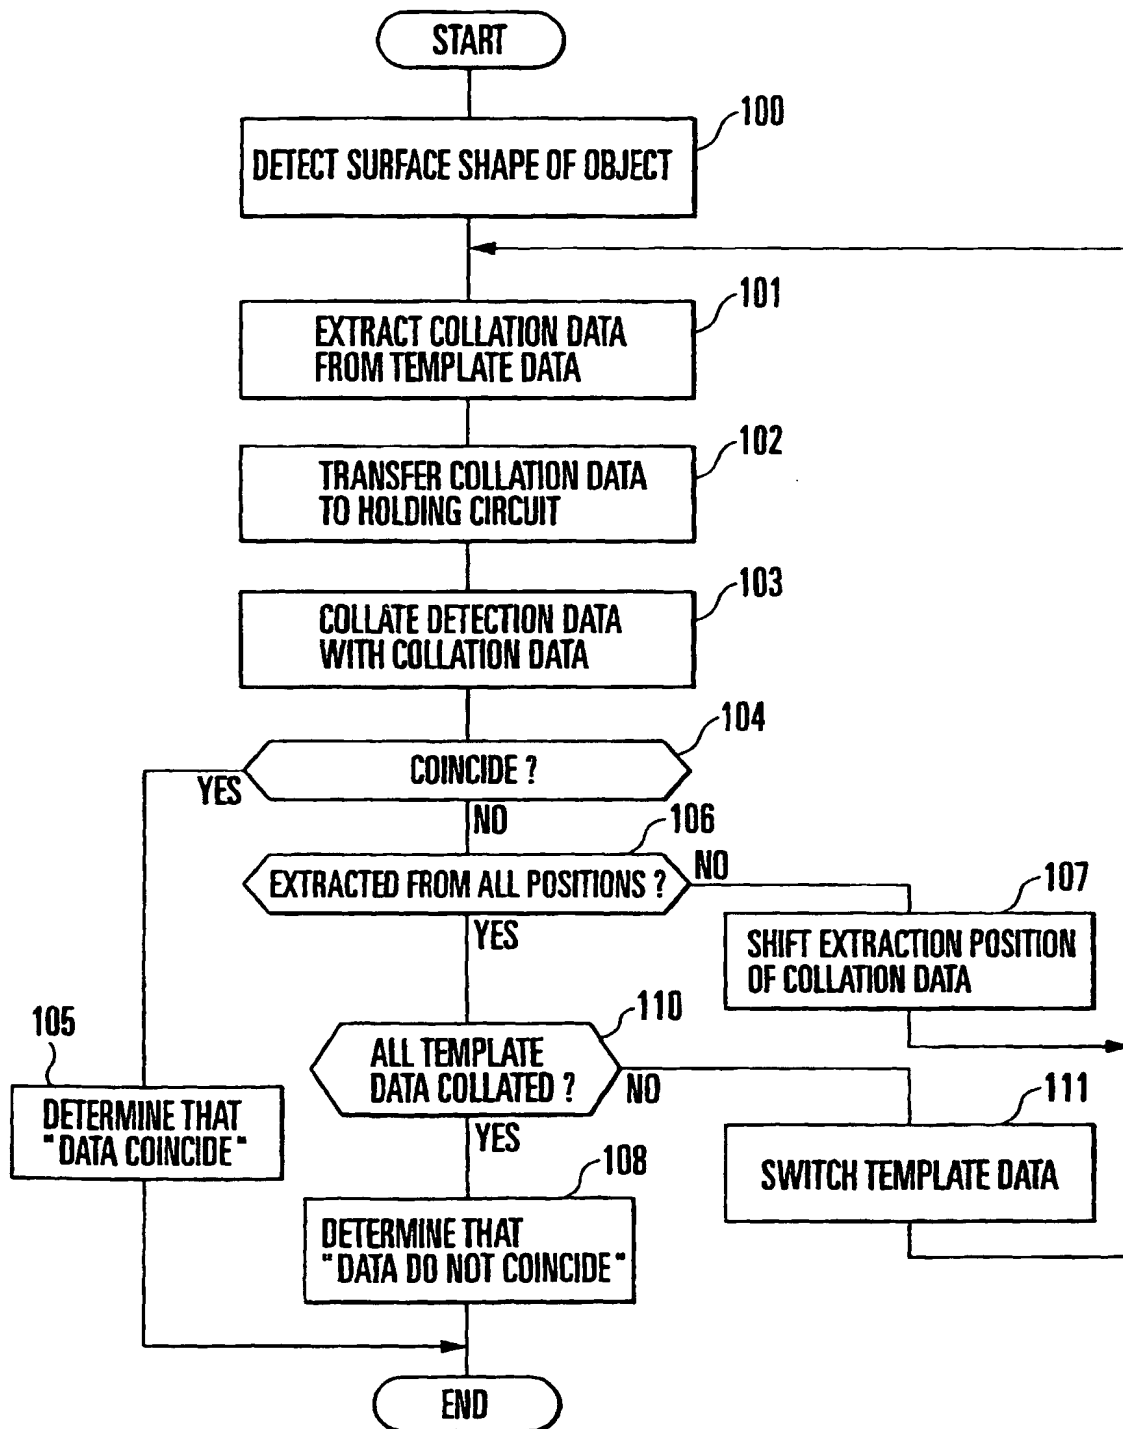 START
100
DETECT SURFACE SHAPE OF OBJECT
101
EXTRACT COLLATION DATA
FROM TEMPLATE DATA
102
TRANSFER COLLATION DATA
TO HOLDING CIRCUIT
103
COLLATE DETECTION DATA
WITH COLLATION DATA
104
COINCIDE ?
YES
NO
106
EXTRACTED FROM ALL POSITIONS ?
NO
YES
107
SHIFT EXTRACTION POSITION
OF COLLATION DATA
110
ALL TEMPLATE
DATA COLLATED ?
NO
YES
105
DETERMINE THAT
"DATA COINCIDE"
111
SWITCH TEMPLATE DATA
108
DETERMINE THAT
"DATA DO NOT COINCIDE"
END